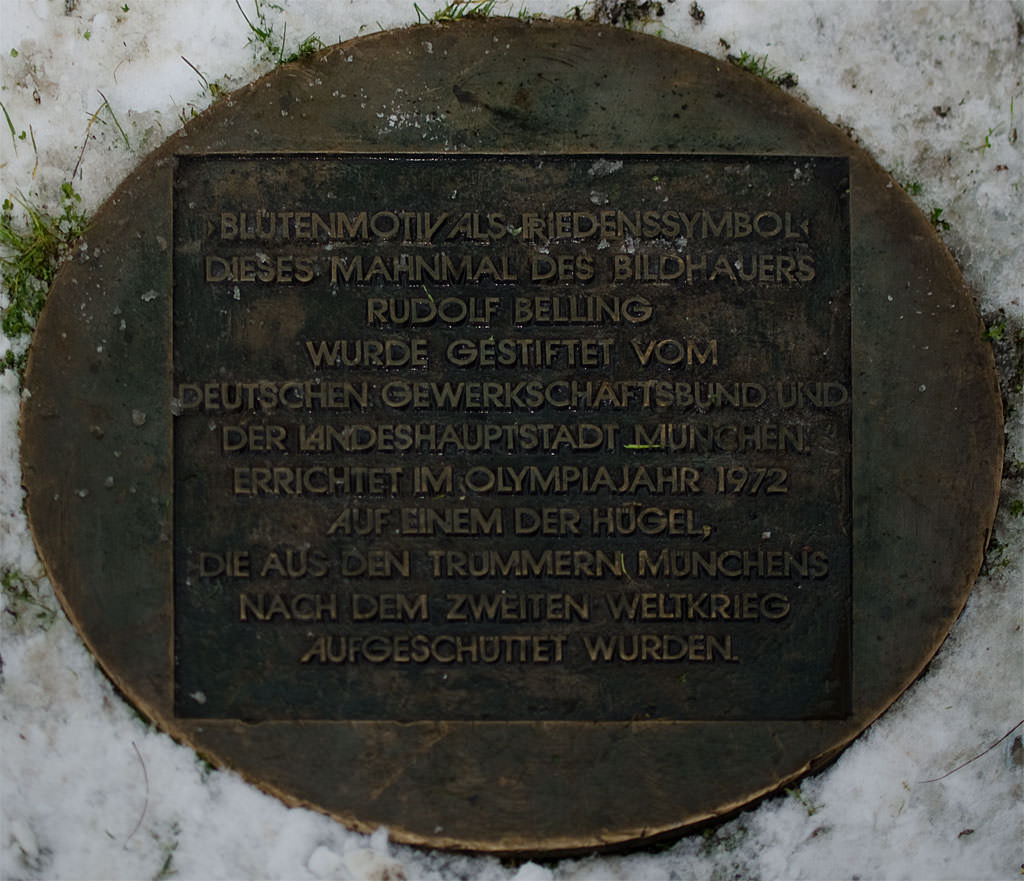 ›BLÜTENMOTIV ALS FRIEDENSSYMBOL‹
DIESES MAHNMAL DES BILDHAUERS
RUDOLF BELLING
WURDE GESTIFTET VOM
DEUTSCHEN GEWERKSCHAFTSBUND UND
DER LANDESHAUPTSTADT MÜNCHEN.
ERRICHTET IM OLYMPIAJAHR 1972
AUF EINEM DER HÜGEL,
DIE AUS DEN TRÜMMERN MÜNCHENS
NACH DEM ZWEITEN WELTKRIEG
AUFGESCHÜTTET WURDEN.